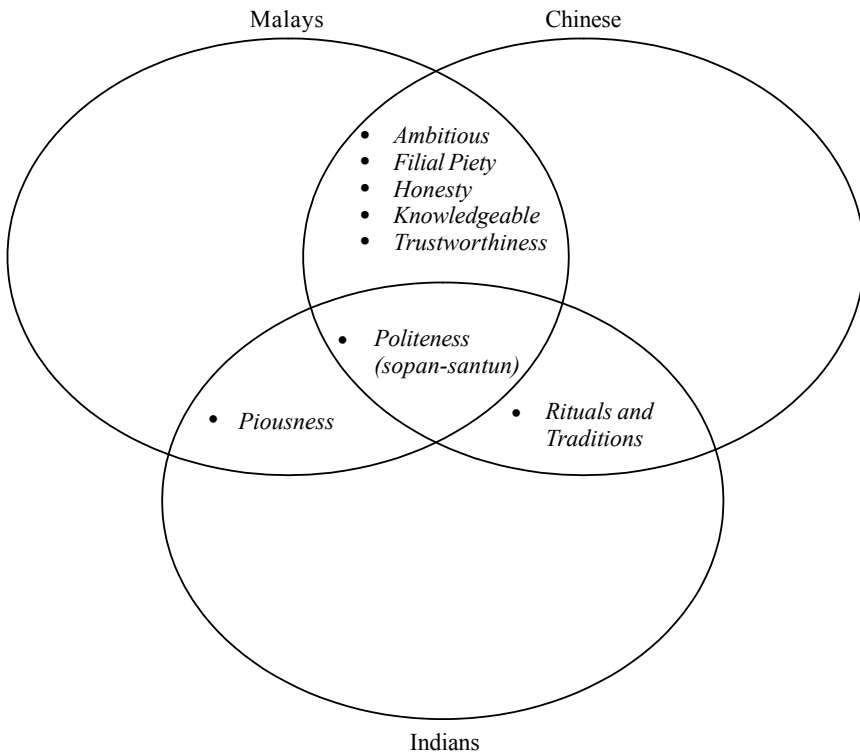 Malays
Chinese
• Ambitious
• Filial Piety
• Honesty
• Knowledgeable
• Trustworthiness
• Politeness
(sopan-santun)
• Piousness
• Rituals and
Traditions
Indians